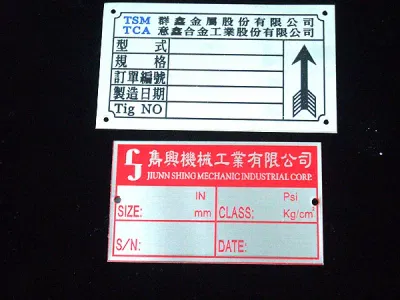 TSM 群鑫金屬股份有限公司
TCA 意鑫合金工業股份有限公司
型 式
規 格
訂單編號
製造日期
Tig NO
雋興機械工業有限公司
JIUNN SHING MECHANIC INDUSTRIAL CORP.
SIZE: IN mm CLASS: Psi Kg/cm²
S/N: DATE: